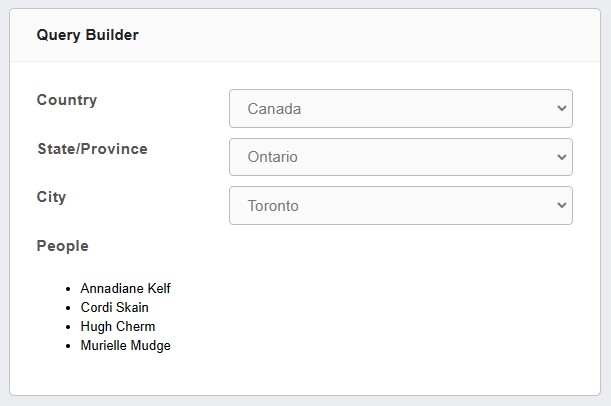 Query Builder
Country
Canada
State/Province
Ontario
City
Toronto
People
Annadiane Kelf
Cordi Skain
Hugh Cherm
Murielle Mudge